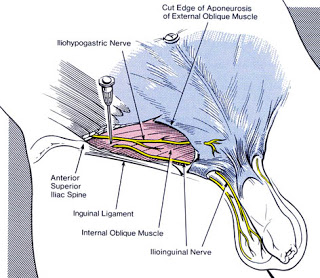 Cut Edge of Aponeurosis
of External Oblique Muscle
Iliohypogastric Nerve
Anterior
Superior
Iliac Spine
Inguinal Ligament
Internal Oblique Muscle
Ilioinguinal Nerve